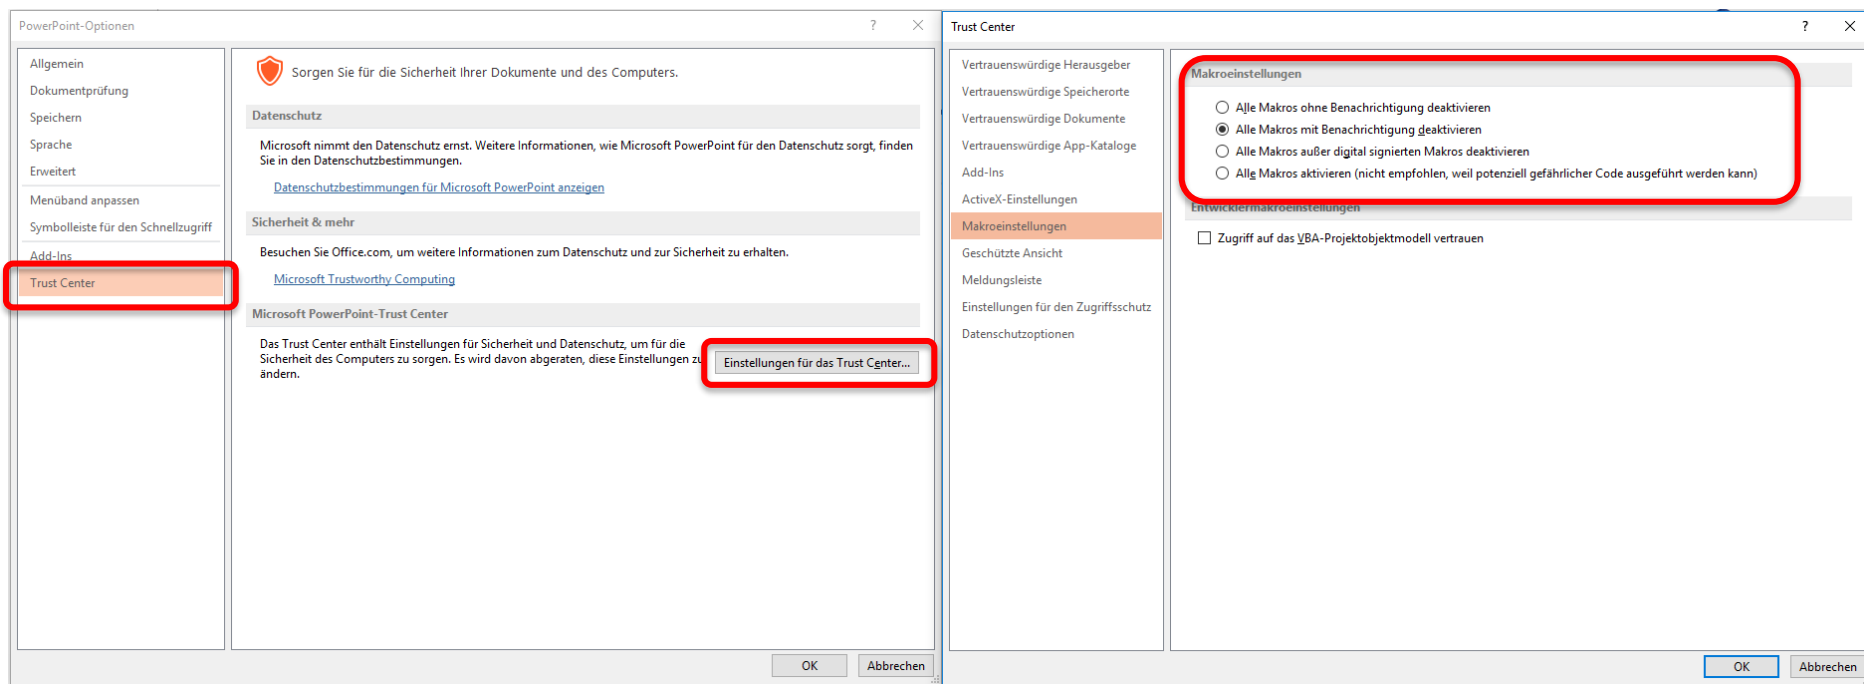 PowerPoint-Optionen
?
Allgemein
Dokumentprüfung
Speichern
Sprache
Erweitert
Menüband anpassen
Symbolleiste für den Schnellzugriff
Add-Ins
Trust Center
Sorgen Sie für die Sicherheit Ihrer Dokumente und des Computers.
Datenschutz
Microsoft nimmt den Datenschutz ernst. Weitere Informationen, wie Microsoft PowerPoint für den Datenschutz sorgt, finden
Sie in den Datenschutzbestimmungen.
Datenschutzbestimmungen für Microsoft PowerPoint anzeigen
Sicherheit & mehr
Besuchen Sie Office.com, um weitere Informationen zum Datenschutz und zur Sicherheit zu erhalten.
Microsoft Trustworthy Computing
Microsoft PowerPoint-Trust Center
Das Trust Center enthält Einstellungen für Sicherheit und Datenschutz, um für die
Sicherheit des Computers zu sorgen. Es wird davon abgeraten, diese Einstellungen zu
ändern.
Einstellungen für das Trust Center...
OK
Abbrechen
Trust Center
?
Vertrauenswürdige Herausgeber
Vertrauenswürdige Speicherorte
Vertrauenswürdige Dokumente
Vertrauenswürdige App-Kataloge
Add-Ins
ActiveX-Einstellungen
Makroeinstellungen
Geschützte Ansicht
Meldungsleiste
Einstellungen für den Zugriffsschutz
Datenschutzoptionen
Makroeinstellungen
Alle Makros ohne Benachrichtigung deaktivieren
Alle Makros mit Benachrichtigung deaktivieren
Alle Makros außer digital signierten Makros deaktivieren
Alle Makros aktivieren (nicht empfohlen, weil potenziell gefährlicher Code ausgeführt werden kann)
Entwicklermakroeinstellungen
Zugriff auf das VBA-Projektobjektmodell vertrauen
OK
Abbrechen